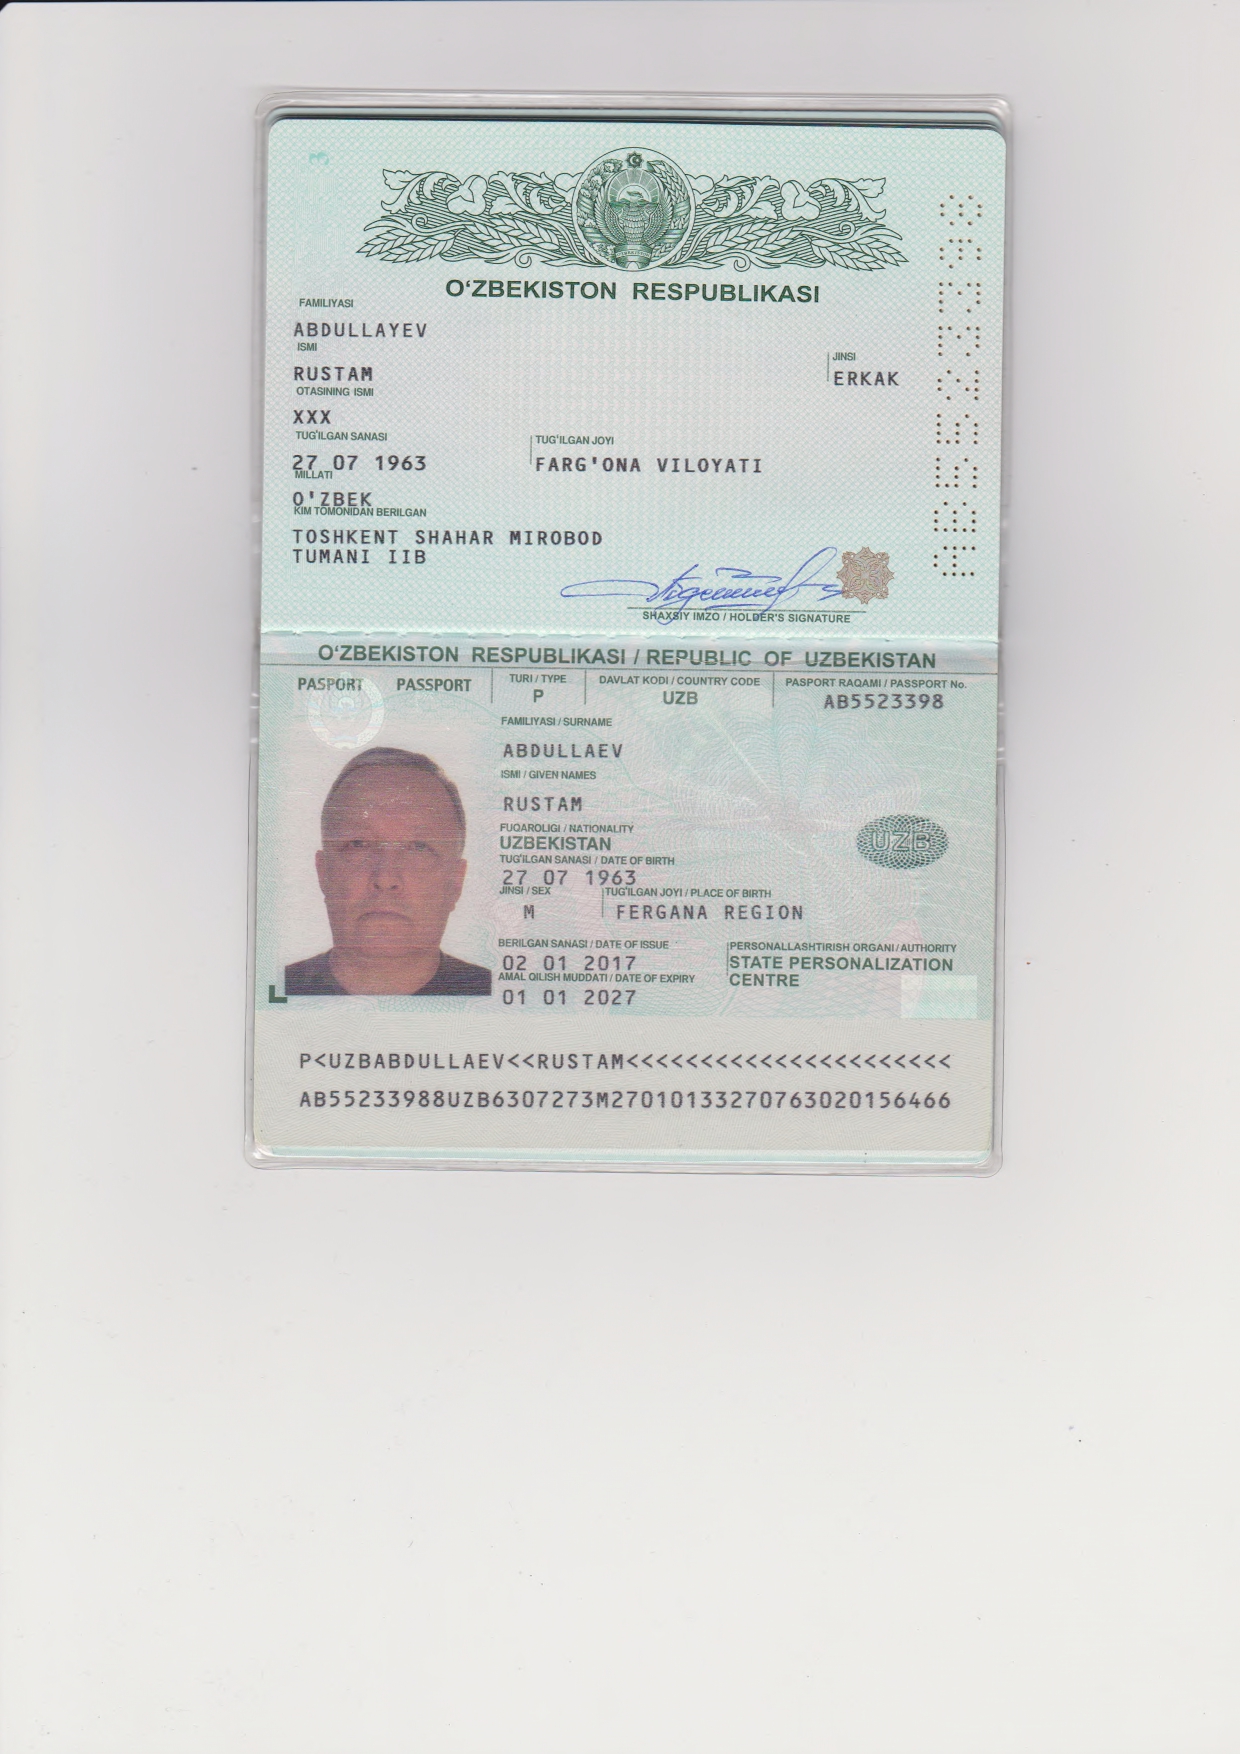 O‘ZBEKISTON RESPUBLIKASI
FAMILIYASI
ABDULLAYEV
ISMI
RUSTAM
JINSI
ERKAK
OTASINING ISMI
XXX
TUG‘ILGAN SANASI
27 07 1963
TUG‘ILGAN JOYI
FARG'ONA VILOYATI
MILLATI
O'ZBEK
KIM TOMONIDAN BERILGAN
TOSHKENT SHAHAR MIROBOD
TUMANI IIB
SHAXSIY IMZO / HOLDER'S SIGNATURE
AB5523398
O‘ZBEKISTON RESPUBLIKASI / REPUBLIC OF UZBEKISTAN
PASPORT PASSPORT
TURI / TYPE
P
DAVLAT KODI / COUNTRY CODE
UZB
PASPORT RAQAMI / PASSPORT No.
AB5523398
FAMILIYASI / SURNAME
ABDULLAEV
ISMI / GIVEN NAMES
RUSTAM
FUQAROLIGI / NATIONALITY
UZBEKISTAN
UZB
TUG‘ILGAN SANASI / DATE OF BIRTH
27 07 1963
JINSI / SEX
M
TUG‘ILGAN JOYI / PLACE OF BIRTH
FERGANA REGION
BERILGAN SANASI / DATE OF ISSUE
02 01 2017
PERSONALLASHTIRISH ORGANI / AUTHORITY
STATE PERSONALIZATION
CENTRE
AMAL QILISH MUDDATI / DATE OF EXPIRY
01 01 2027
P<UZBABDULLAEV<<RUSTAM<<<<<<<<<<<<<<<<<<<<<<
AB55233988UZB6307273M27010133270763020156466